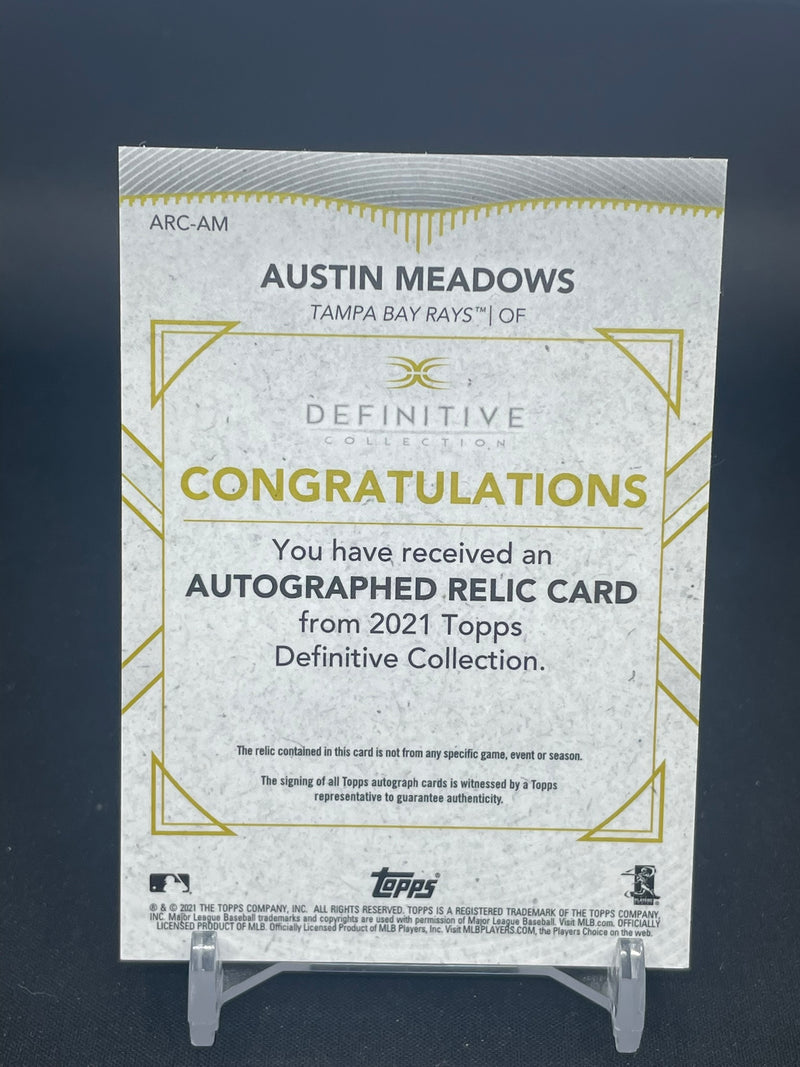 ARC-AM
AUSTIN MEADOWS
TAMPA BAY RAYS™ | OF
DEFINITIVE
COLLECTION
CONGRATULATIONS
You have received an
AUTOGRAPHED RELIC CARD
from 2021 Topps
Definitive Collection.
The relic contained in this card is not from any specific game, event or season.
The signing of all Topps autograph cards is witnessed by a Topps
representative to guarantee authenticity.
Topps®
PLAYERS
® & © 2021 THE TOPPS COMPANY, INC. ALL RIGHTS RESERVED. TOPPS IS A REGISTERED TRADEMARK OF THE TOPPS COMPANY,
INC. Major League Baseball trademarks and copyrights are used with permission of Major League Baseball. Visit MLB.com. OFFICIALLY
LICENSED PRODUCT OF MLB. Officially Licensed Product of MLB Players, Inc. Visit MLBPLAYERS.COM, the Players Choice on the web.